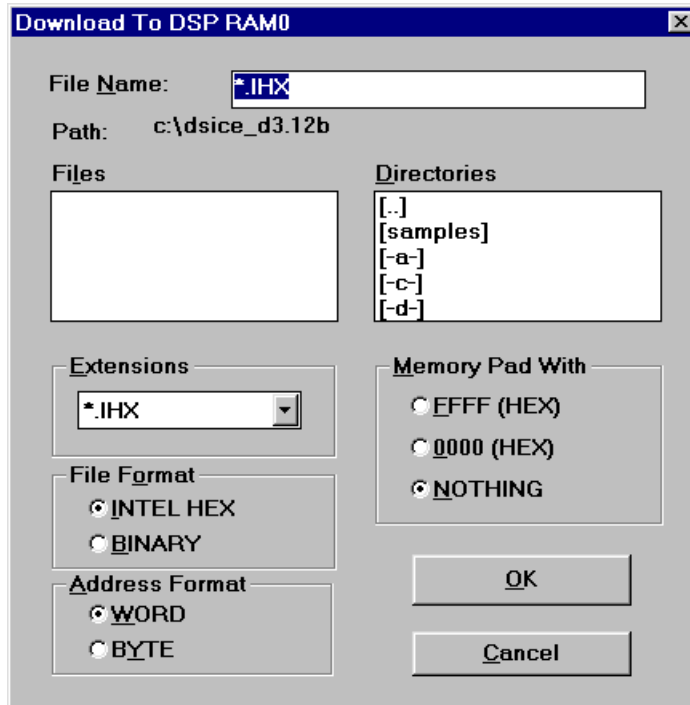 Download To DSP RAM0
File Name: *.IHX
Path: c:\dsice_d3.12b
Files
Directories
[..]
[samples]
[-a-]
[-c-]
[-d-]
Extensions
*.IHX
Memory Pad With
FFFF (HEX)
0000 (HEX)
NOTHING
File Format
INTEL HEX
BINARY
Address Format
WORD
BYTE
OK
Cancel